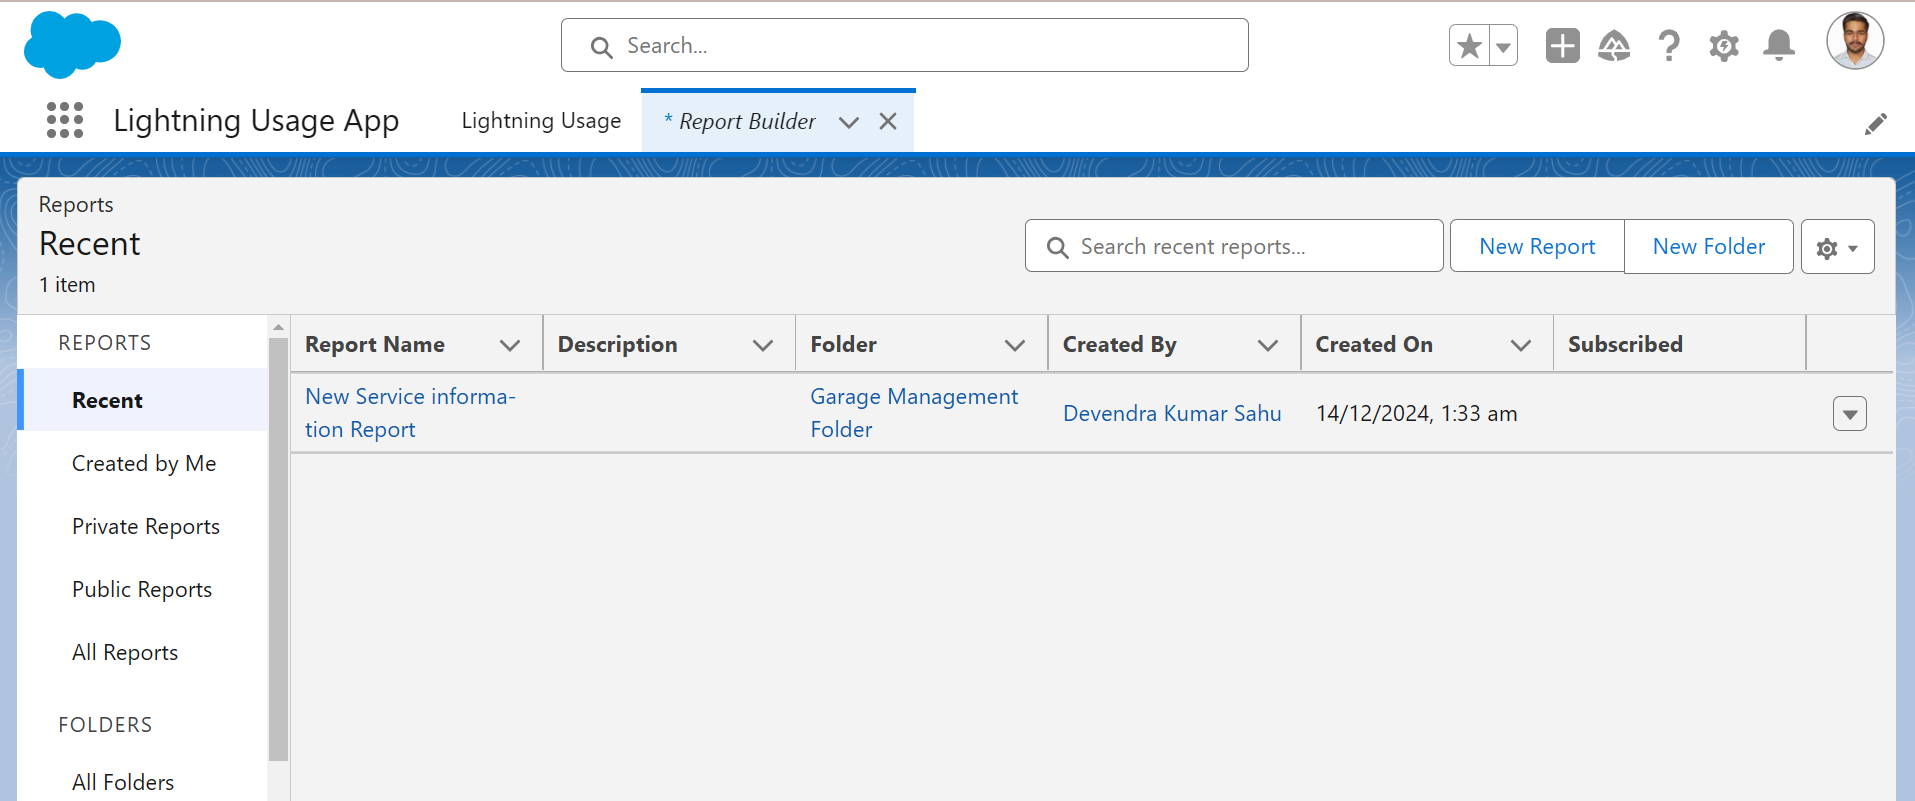 Search...
Lightning Usage App
Lightning Usage
* Report Builder
Reports
Recent
1 item
Search recent reports...
New Report
New Folder
REPORTS
Recent
Created by Me
Private Reports
Public Reports
All Reports
FOLDERS
All Folders
Report Name
Description
Folder
Created By
Created On
Subscribed
New Service informa-
tion Report
Garage Management
Folder
Devendra Kumar Sahu
14/12/2024, 1:33 am